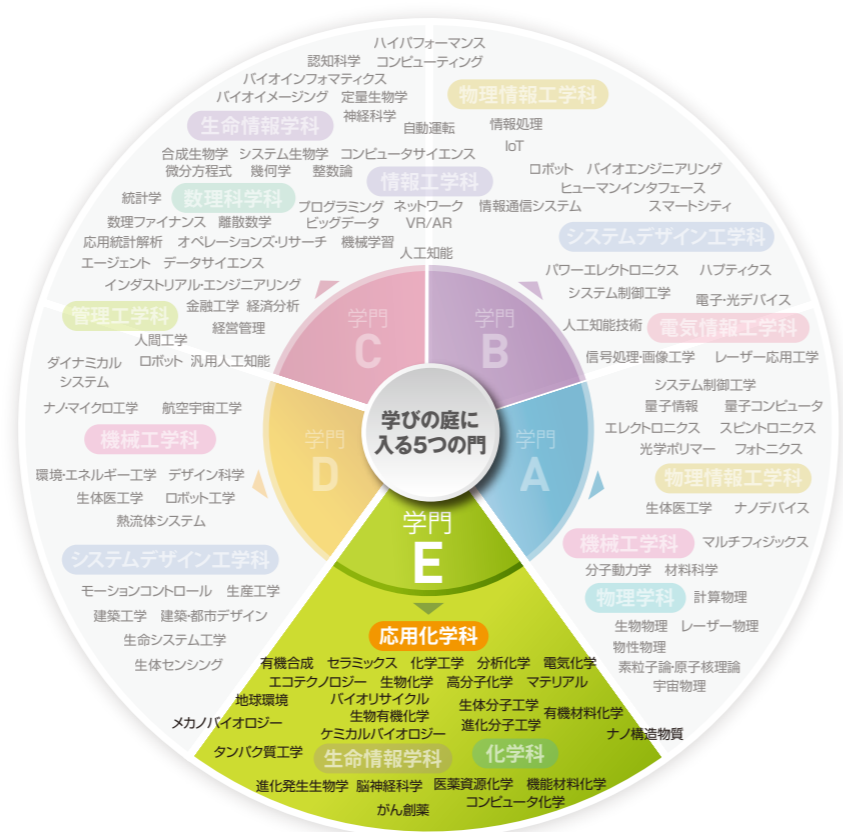 ハイパフォーマンス
認知科学 コンピューティング
バイオインフォマティクス
バイオイメージング 定量生物学
神経科学
生命情報学科
自動運転
合成生物学 システム生物学 コンピュータサイエンス
微分方程式 幾何学 整数論
情報工学科
統計学
数理科学科
プログラミング ネットワーク 情報通信システム
数理ファイナンス 離散数学 ビッグデータ VR/AR
応用統計解析 オペレーションズ・リサーチ 機械学習
人工知能
エージェント データサイエンス
インダストリアル・エンジニアリング
物理情報工学科
情報処理
IoT
ロボット バイオエンジニアリング
ヒューマンインタフェース
スマートシティ
システムデザイン工学科
パワーエレクトロニクス ハプティクス
システム制御工学
電子・光デバイス
人工知能技術
電気情報工学科
信号処理・画像工学 レーザー応用工学
管理工学科
金融工学 経済分析
経営管理
人間工学
ダイナミカル
システム
ロボット 汎用人工知能
ナノ・マイクロ工学 航空宇宙工学
機械工学科
環境・エネルギー工学 デザイン科学
生体医工学 ロボット工学
熱流体システム
システムデザイン工学科
モーションコントロール 生産工学
建築工学 建築・都市デザイン
生命システム工学
生体センシング
学門
C
学門
B
学門
D
学門
A
学びの庭に
入る5つの門
学門
E
システム制御工学
量子情報 量子コンピュータ
エレクトロニクス スピントロニクス
光学ポリマー フォトニクス
物理情報工学科
生体医工学 ナノデバイス
機械工学科
マルチフィジックス
分子動力学 材料科学
物理学科
計算物理
生物物理 レーザー物理
物性物理
素粒子論・原子核理論
宇宙物理
ナノ構造物質
応用化学科
有機合成 セラミックス 化学工学 分析化学 電気化学
エコテクノロジー 生物化学 高分子化学 マテリアル
地球環境
バイオリサイクル
生体分子工学
メカノバイオロジー
生物有機化学
有機材料化学
進化分子工学
ケミカルバイオロジー
タンパク質工学
生命情報学科
化学科
進化発生生物学 脳神経科学 医薬資源化学 機能材料化学
コンピュータ化学
がん創薬